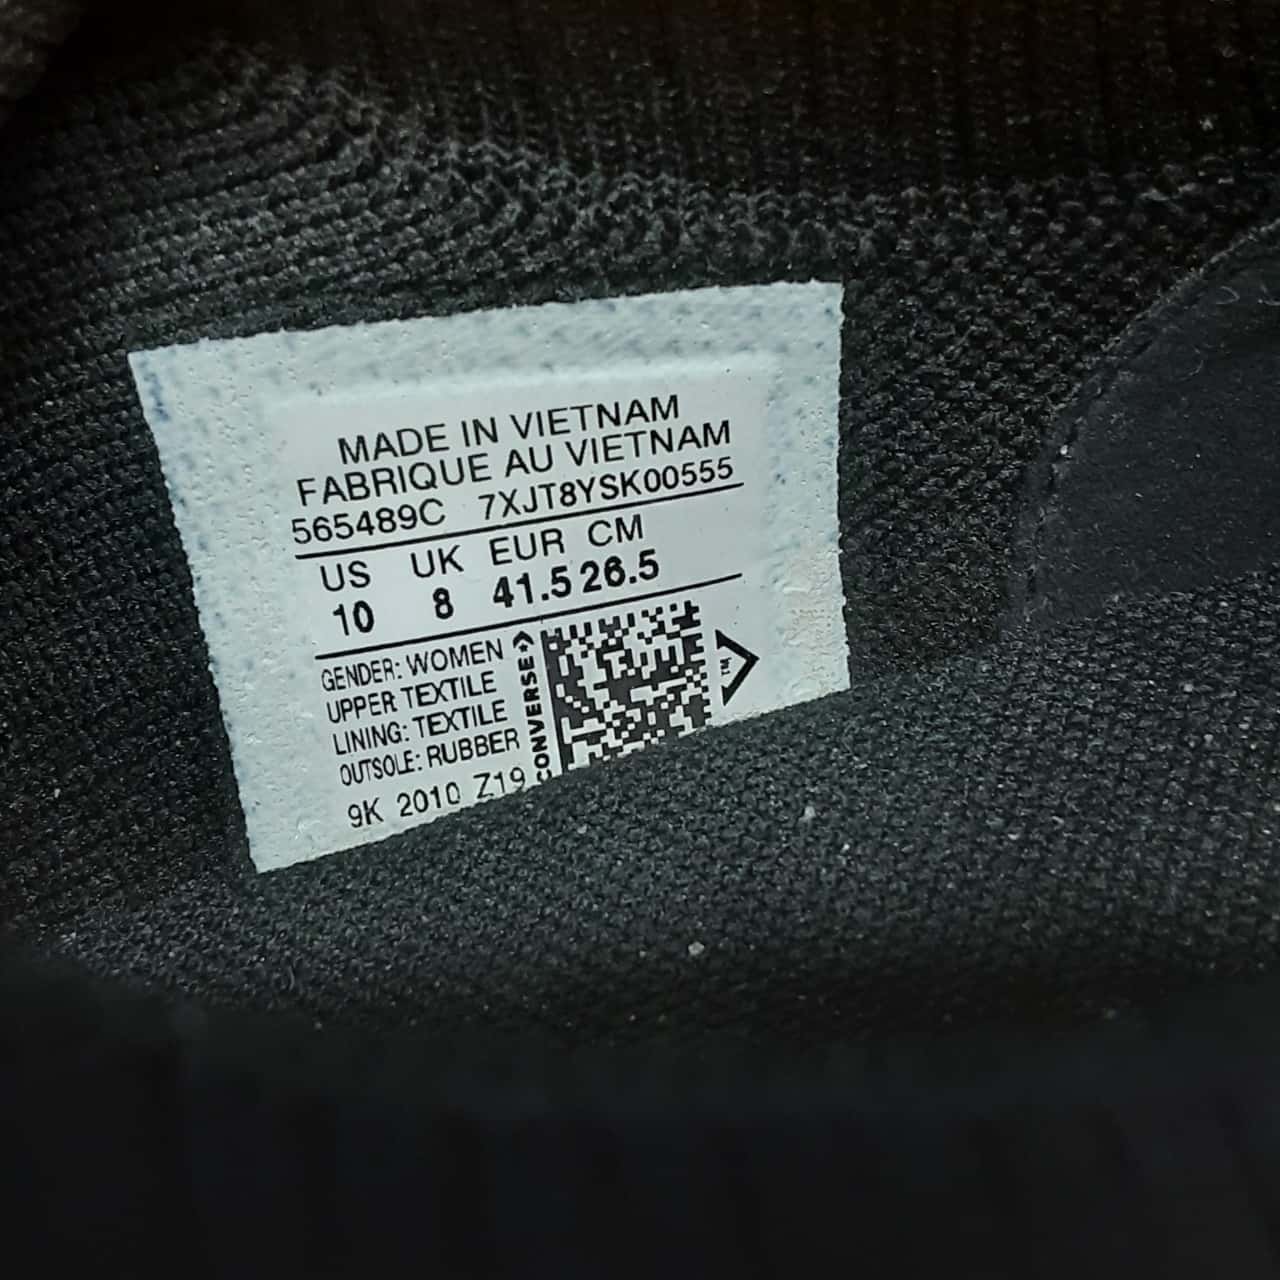 MADE IN VIETNAM
FABRIQUE AU VIETNAM
565489C 7XJT8YSK00555
US UK EUR CM
10 8 41.5 26.5
GENDER: WOMEN
UPPER TEXTILE
LINING: TEXTILE
OUTSOLE: RUBBER
9K 2010 Z19
CONVERSE